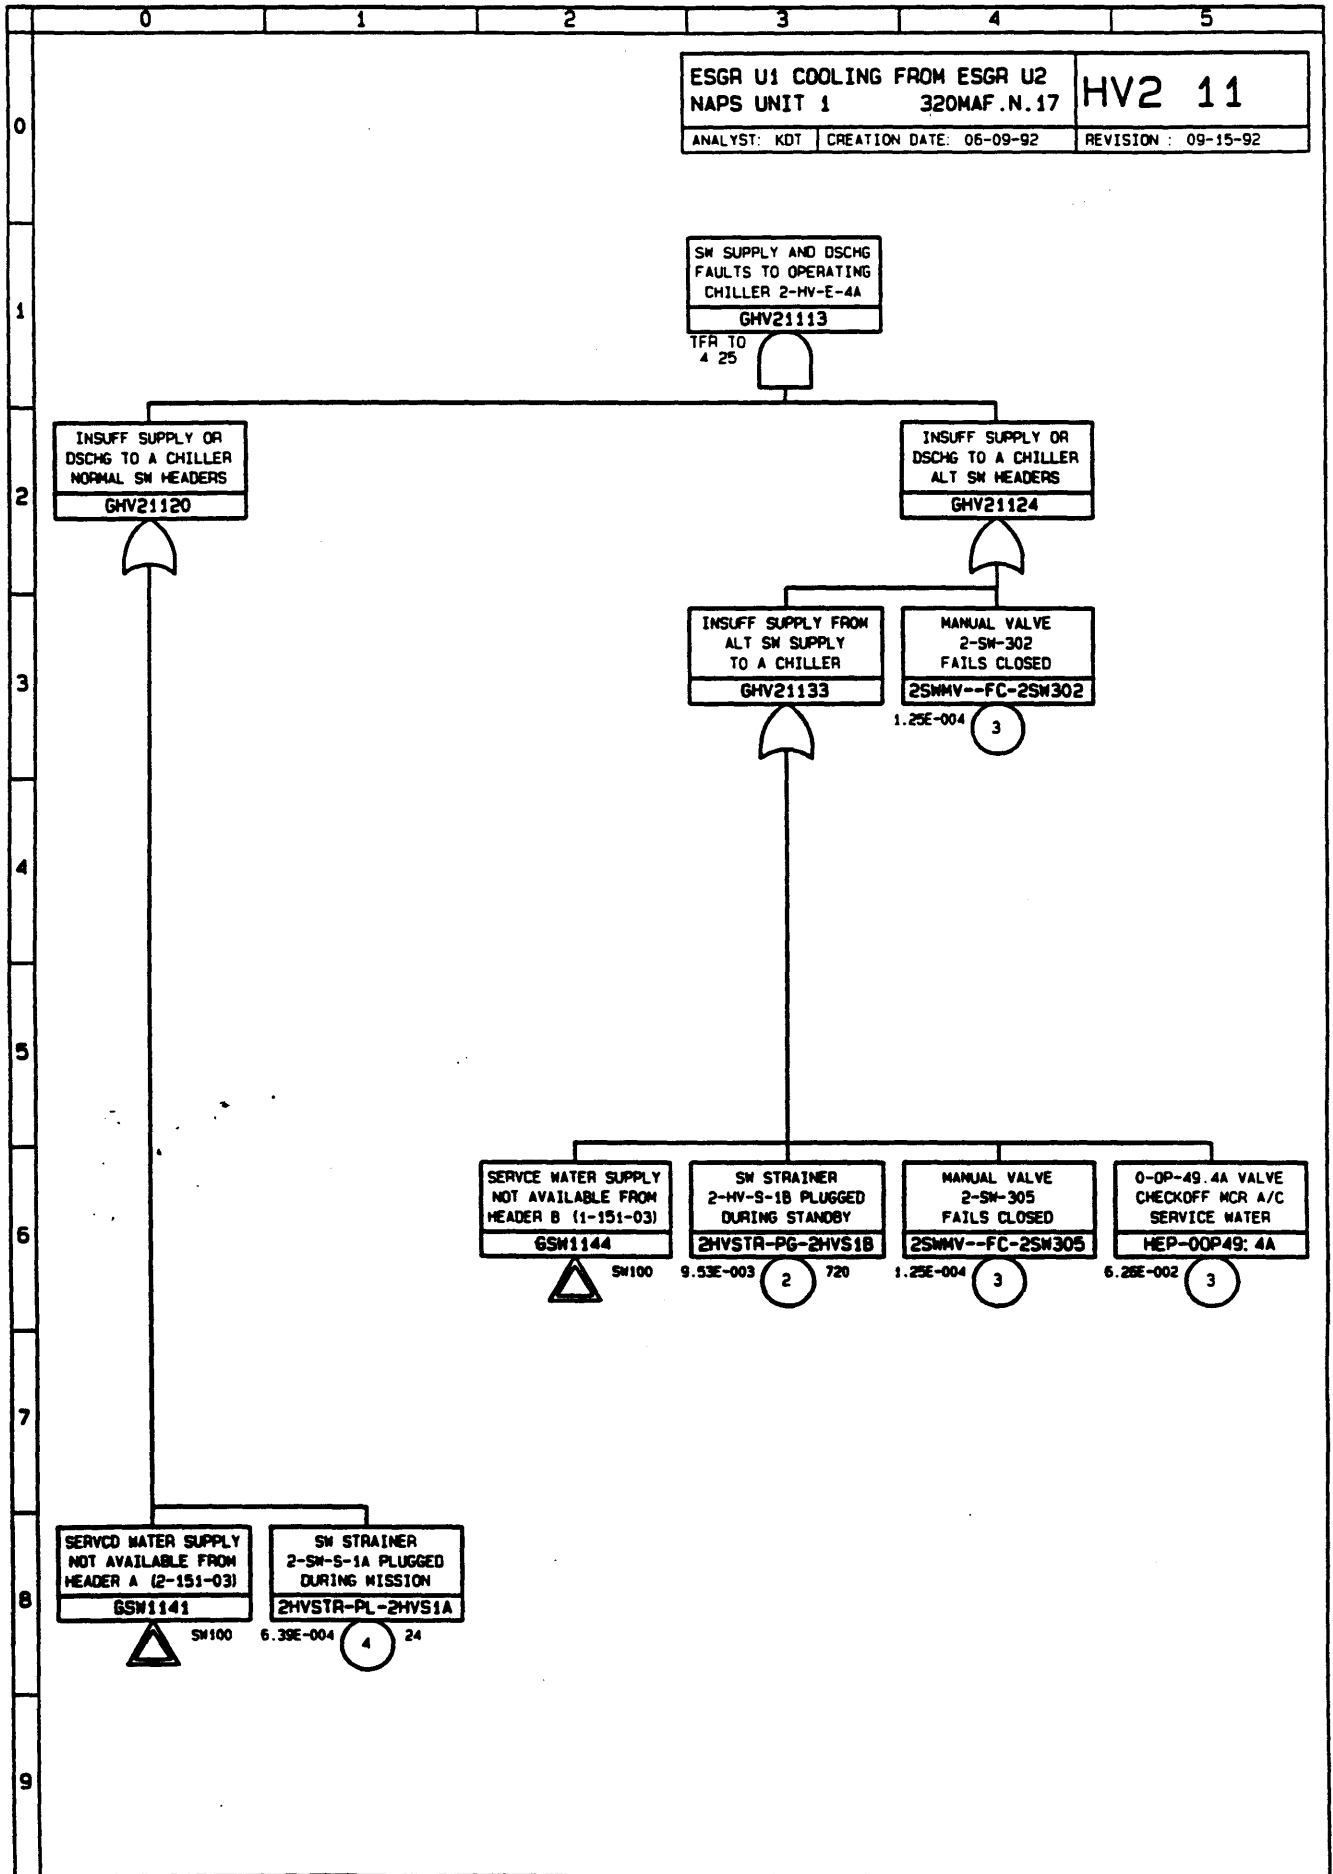 0 1 2 3 4 5
ESGR U1 COOLING FROM ESGR U2
NAPS UNIT 1 320MAF.N.17
HV2 11
ANALYST: KDT CREATION DATE: 06-09-92 REVISION : 09-15-92
0
SW SUPPLY AND DSCHG
FAULTS TO OPERATING
CHILLER 2-HV-E-4A
GHV21113
TFR TO
4 25
1
INSUFF SUPPLY OR
DSCHG TO A CHILLER
NORMAL SW HEADERS
GHV21120
INSUFF SUPPLY OR
DSCHG TO A CHILLER
ALT SW HEADERS
GHV21124
2
INSUFF SUPPLY FROM
ALT SW SUPPLY
TO A CHILLER
GHV21133
MANUAL VALVE
2-SW-302
FAILS CLOSED
2SWMV--FC-2SW302
1.25E-004 3
3
4
5
SERVCE WATER SUPPLY
NOT AVAILABLE FROM
HEADER B (1-151-03)
GSW1144
SW100
SW STRAINER
2-HV-S-1B PLUGGED
DURING STANDBY
2HVSTR-PG-2HVS1B
9.53E-003 2 720
MANUAL VALVE
2-SW-305
FAILS CLOSED
2SWMV--FC-2SW305
1.25E-004 3
0-OP-49.4A VALVE
CHECKOFF MCR A/C
SERVICE WATER
HEP-0OP49:4A
6.26E-002 3
6
7
SERVCD WATER SUPPLY
NOT AVAILABLE FROM
HEADER A (2-151-03)
GSW1141
SW100
SW STRAINER
2-SW-S-1A PLUGGED
DURING MISSION
2HVSTR-PL-2HVS1A
6.39E-004 4 24
8
9